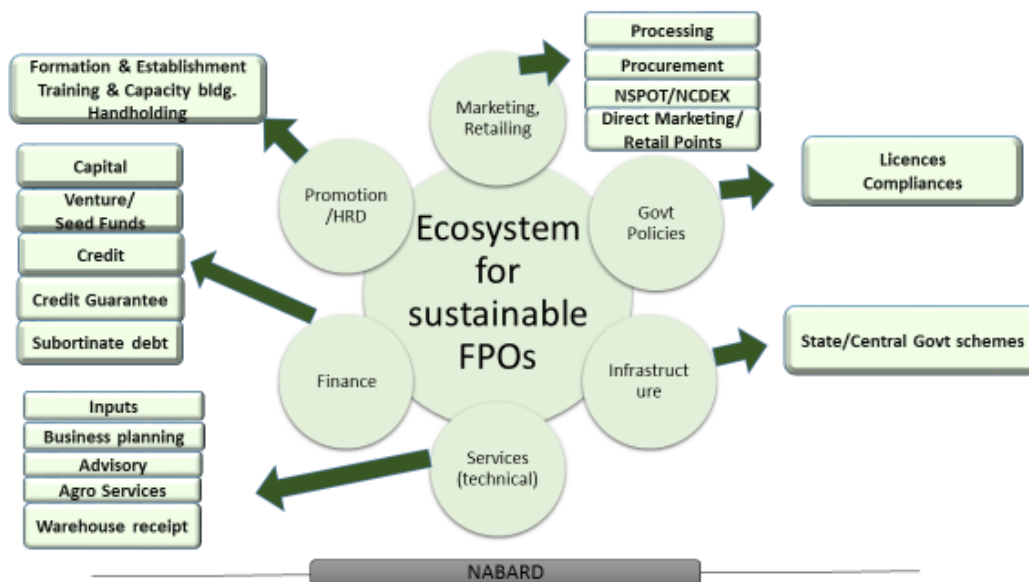 Processing
Procurement
NSPOT/NCDEX
Direct Marketing/
Retail Points
Formation & Establishment
Training & Capacity bldg.
Handholding
Marketing,
Retailing
Licences
Compliances
Capital
Venture/
Seed Funds
Credit
Credit Guarantee
Subortinate debt
Promotion
/HRD
Govt
Policies
Ecosystem
for
sustainable
FPOs
State/Central Govt schemes
Finance
Infrastruct
ure
Inputs
Business planning
Advisory
Agro Services
Warehouse receipt
Services
(technical)
NABARD